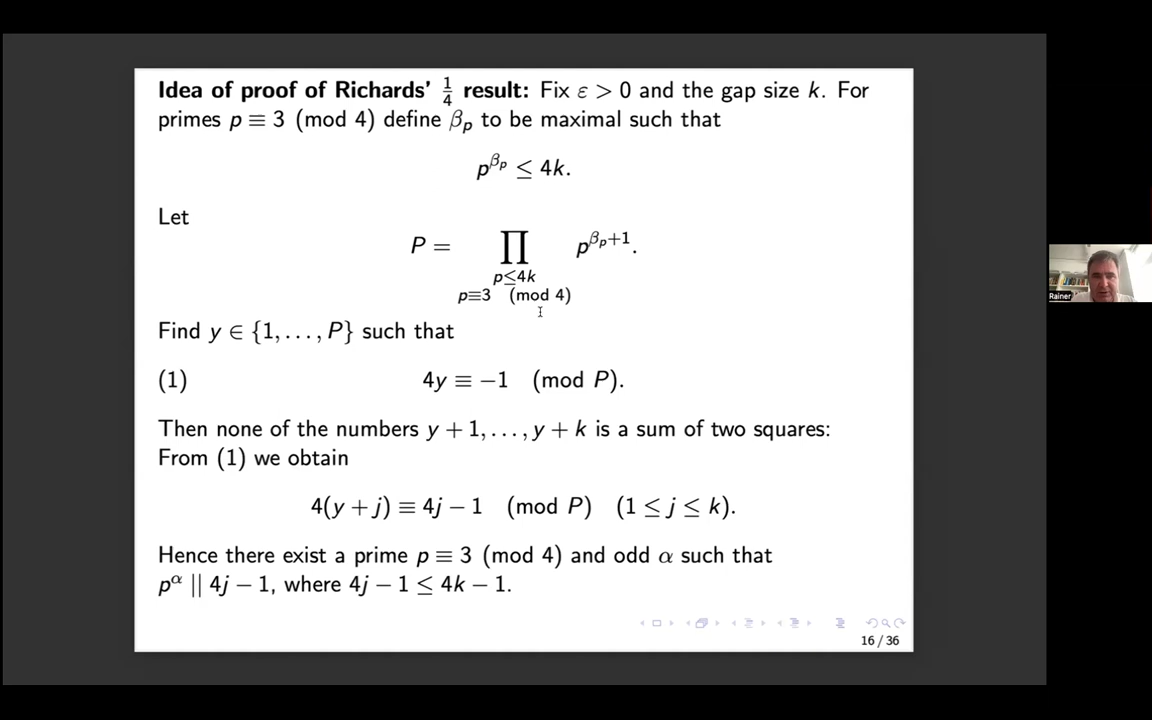 Idea of proof of Richards' 1/4 result: Fix ε > 0 and the gap size k. For
primes p ≡ 3 (mod 4) define β_p to be maximal such that
p^{β_p} ≤ 4k.
Let
P = ∏_{p≤4k, p≡3 (mod 4)} p^{β_p+1}.
Find y ∈ {1, . . . , P} such that
(1) 4y ≡ −1 (mod P).
Then none of the numbers y + 1, . . . , y + k is a sum of two squares:
From (1) we obtain
4(y + j) ≡ 4j − 1 (mod P) (1 ≤ j ≤ k).
Hence there exist a prime p ≡ 3 (mod 4) and odd α such that
p^α || 4j − 1, where 4j − 1 ≤ 4k − 1.
16 / 36
Rainer